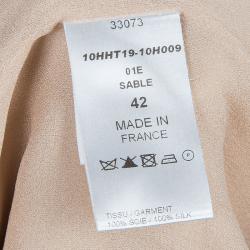 33073
10HHT19-10H009
01E
SABLE
42
MADE IN
FRANCE
TISSU / GARMENT
100% SOIE / 100% SILK